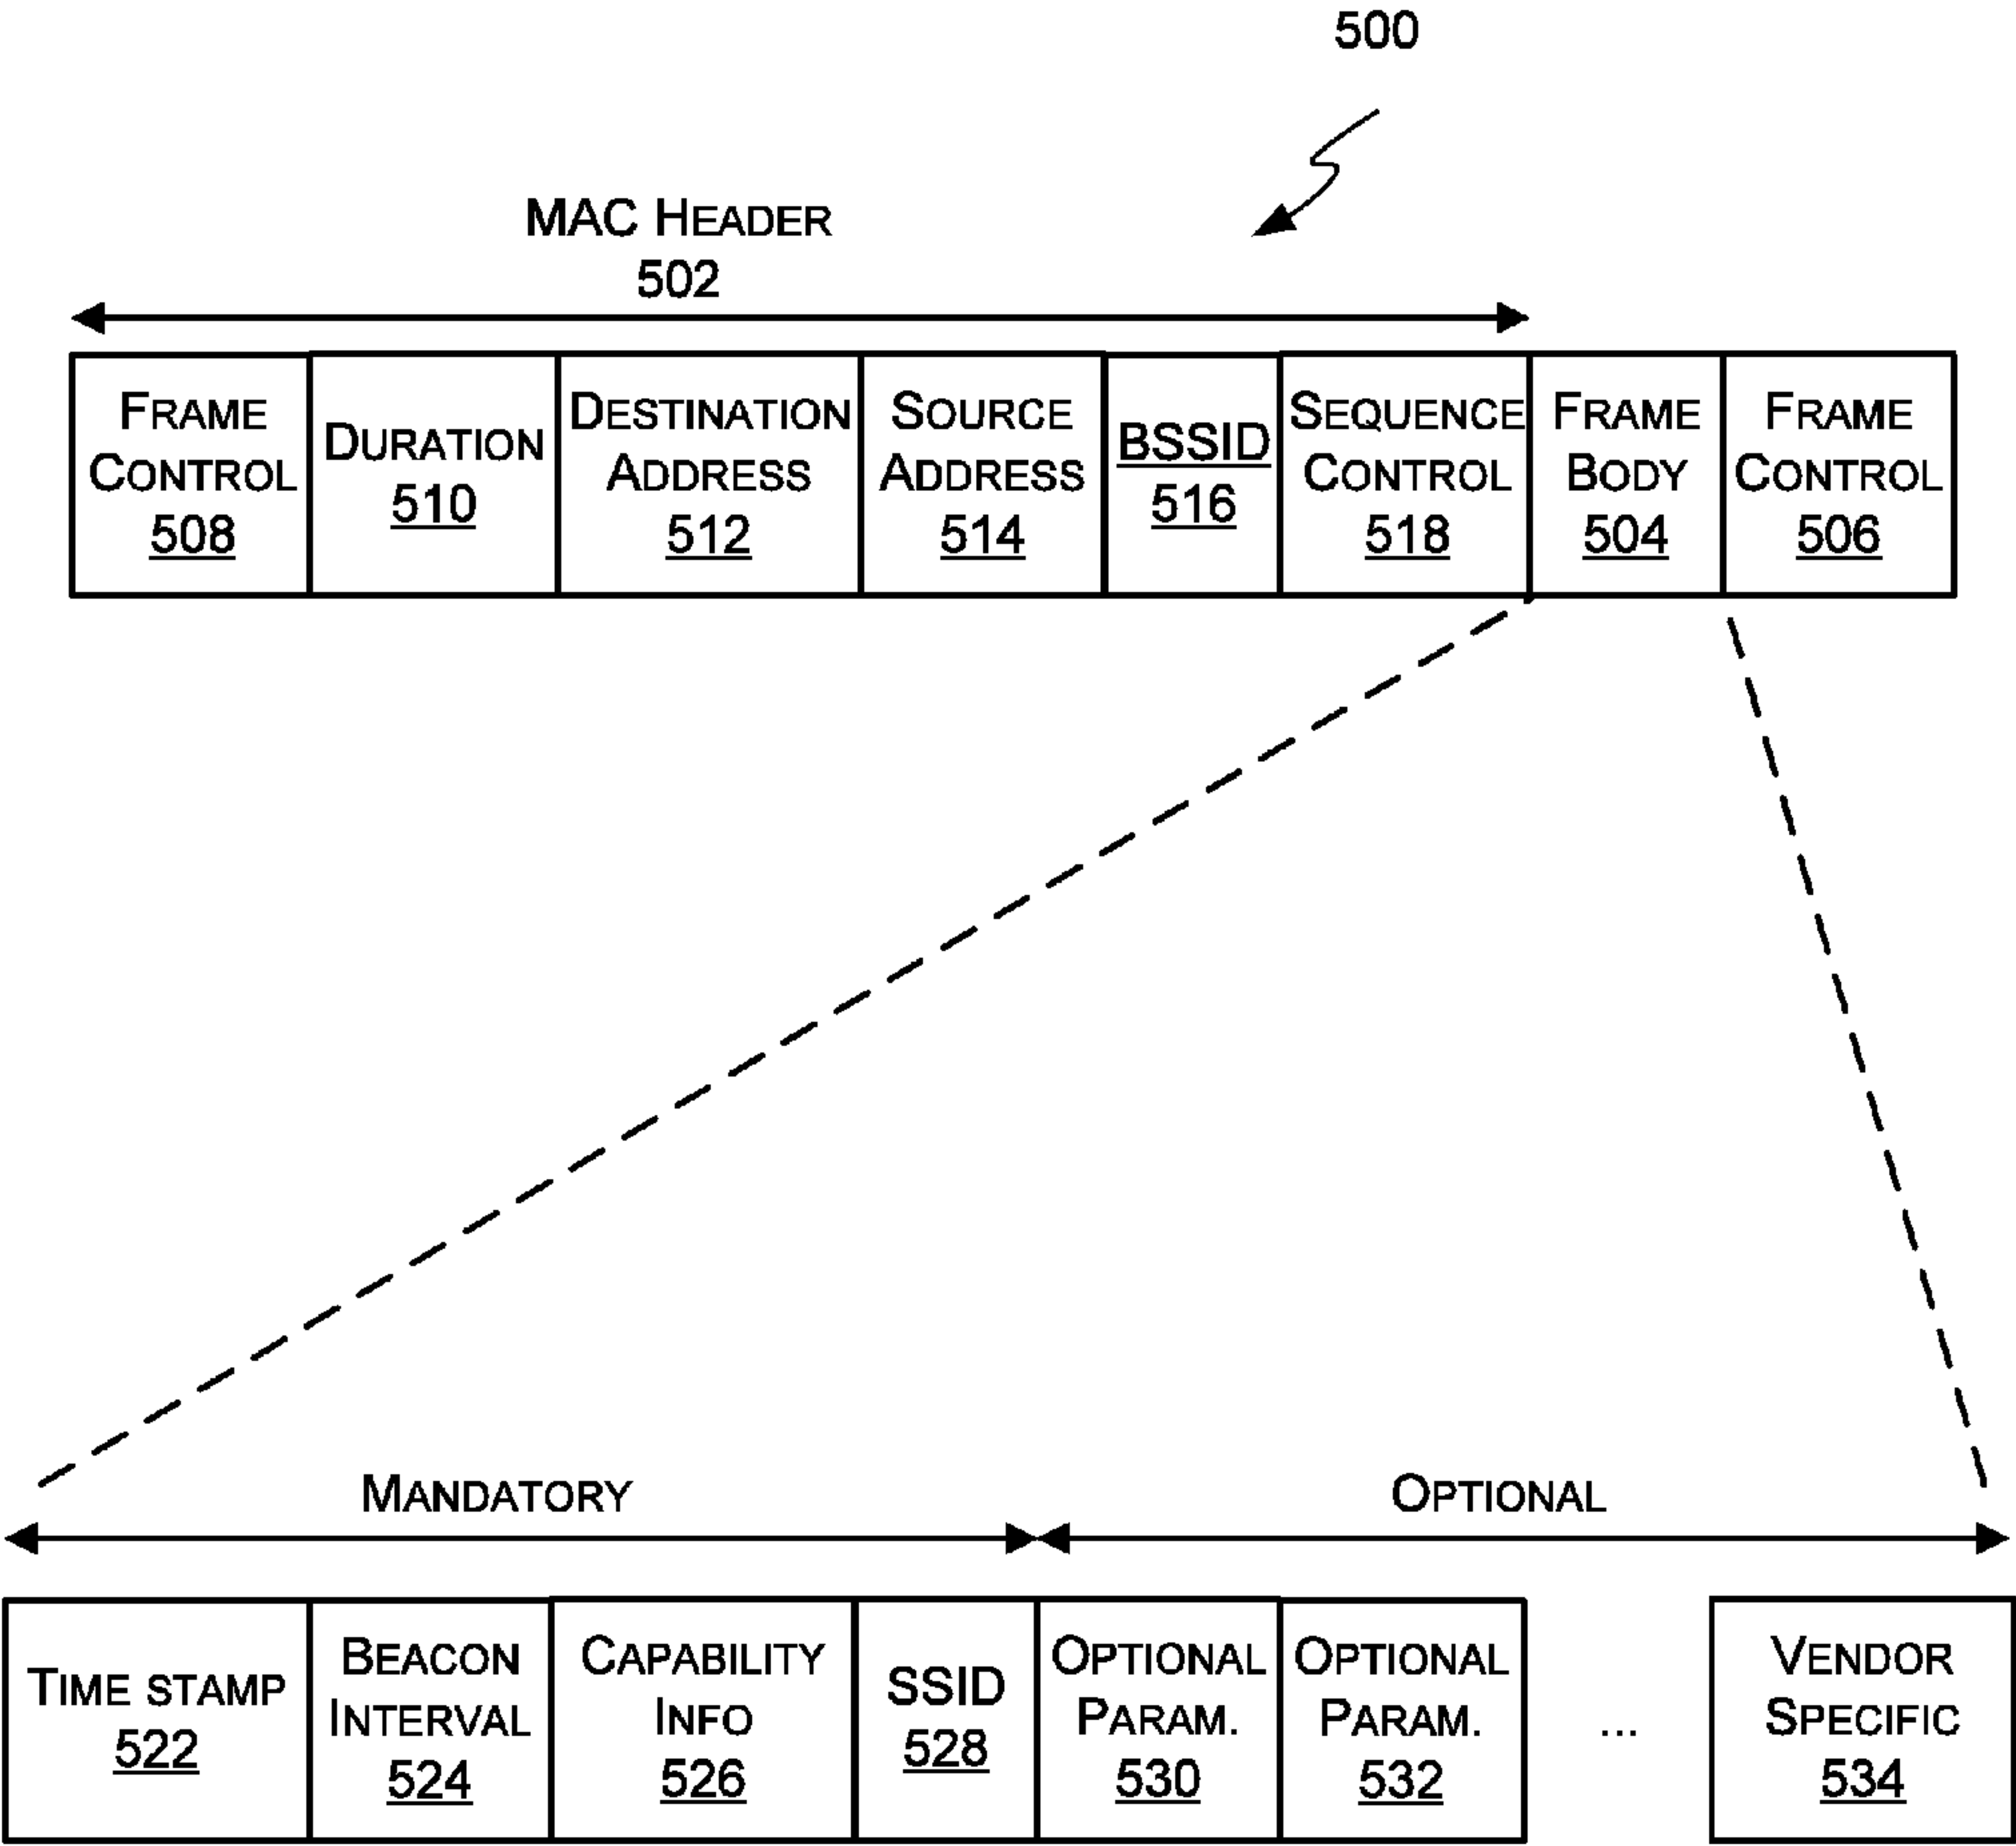 500
MAC HEADER
502
FRAME CONTROL 508
DURATION 510
DESTINATION ADDRESS 512
SOURCE ADDRESS 514
BSSID 516
SEQUENCE CONTROL 518
FRAME BODY 504
FRAME CONTROL 506
MANDATORY
OPTIONAL
TIME STAMP 522
BEACON INTERVAL 524
CAPABILITY INFO 526
SSID 528
OPTIONAL PARAM. 530
OPTIONAL PARAM. 532
...
VENDOR SPECIFIC 534